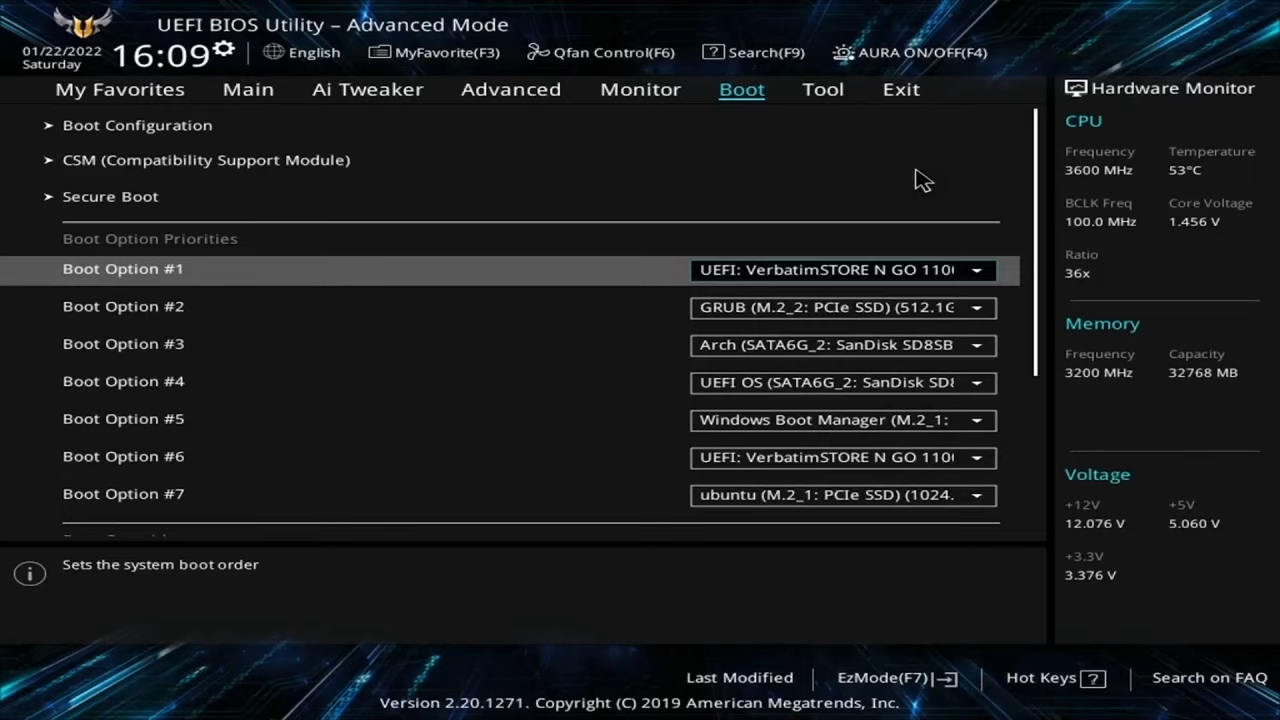 UEFI BIOS Utility – Advanced Mode
01/22/2022
Saturday
16:09
English
MyFavorite(F3)
Qfan Control(F6)
? Search(F9)
AURA ON/OFF(F4)
My Favorites
Main
Ai Tweaker
Advanced
Monitor
Boot
Tool
Exit
Boot Configuration
CSM (Compatibility Support Module)
Secure Boot
Boot Option Priorities
Boot Option #1
UEFI: VerbatimSTORE N GO 110
Boot Option #2
GRUB (M.2_2: PCIe SSD) (512.1G
Boot Option #3
Arch (SATA6G_2: SanDisk SD8SB
Boot Option #4
UEFI OS (SATA6G_2: SanDisk SD
Boot Option #5
Windows Boot Manager (M.2_1:
Boot Option #6
UEFI: VerbatimSTORE N GO 110
Boot Option #7
ubuntu (M.2_1: PCIe SSD) (1024.
Sets the system boot order
Hardware Monitor
CPU
Frequency
Temperature
3600 MHz
53°C
BCLK Freq
Core Voltage
100.0 MHz
1.456 V
Ratio
36x
Memory
Frequency
Capacity
3200 MHz
32768 MB
Voltage
+12V
+5V
12.076 V
5.060 V
+3.3V
3.376 V
Last Modified
EzMode(F7)
Hot Keys ?
Search on FAQ
Version 2.20.1271. Copyright (C) 2019 American Megatrends, Inc.